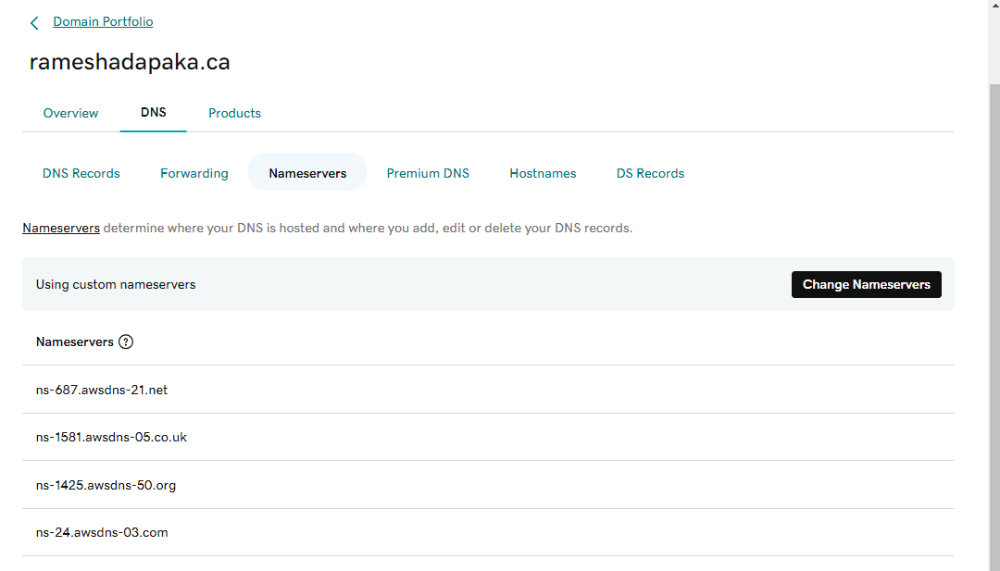 Domain Portfolio
rameshadapaka.ca
Overview DNS Products
DNS Records Forwarding Nameservers Premium DNS Hostnames DS Records
Nameservers determine where your DNS is hosted and where you add, edit or delete your DNS records.
Using custom nameservers Change Nameservers
Nameservers ?
ns-687.awsdns-21.net
ns-1581.awsdns-05.co.uk
ns-1425.awsdns-50.org
ns-24.awsdns-03.com